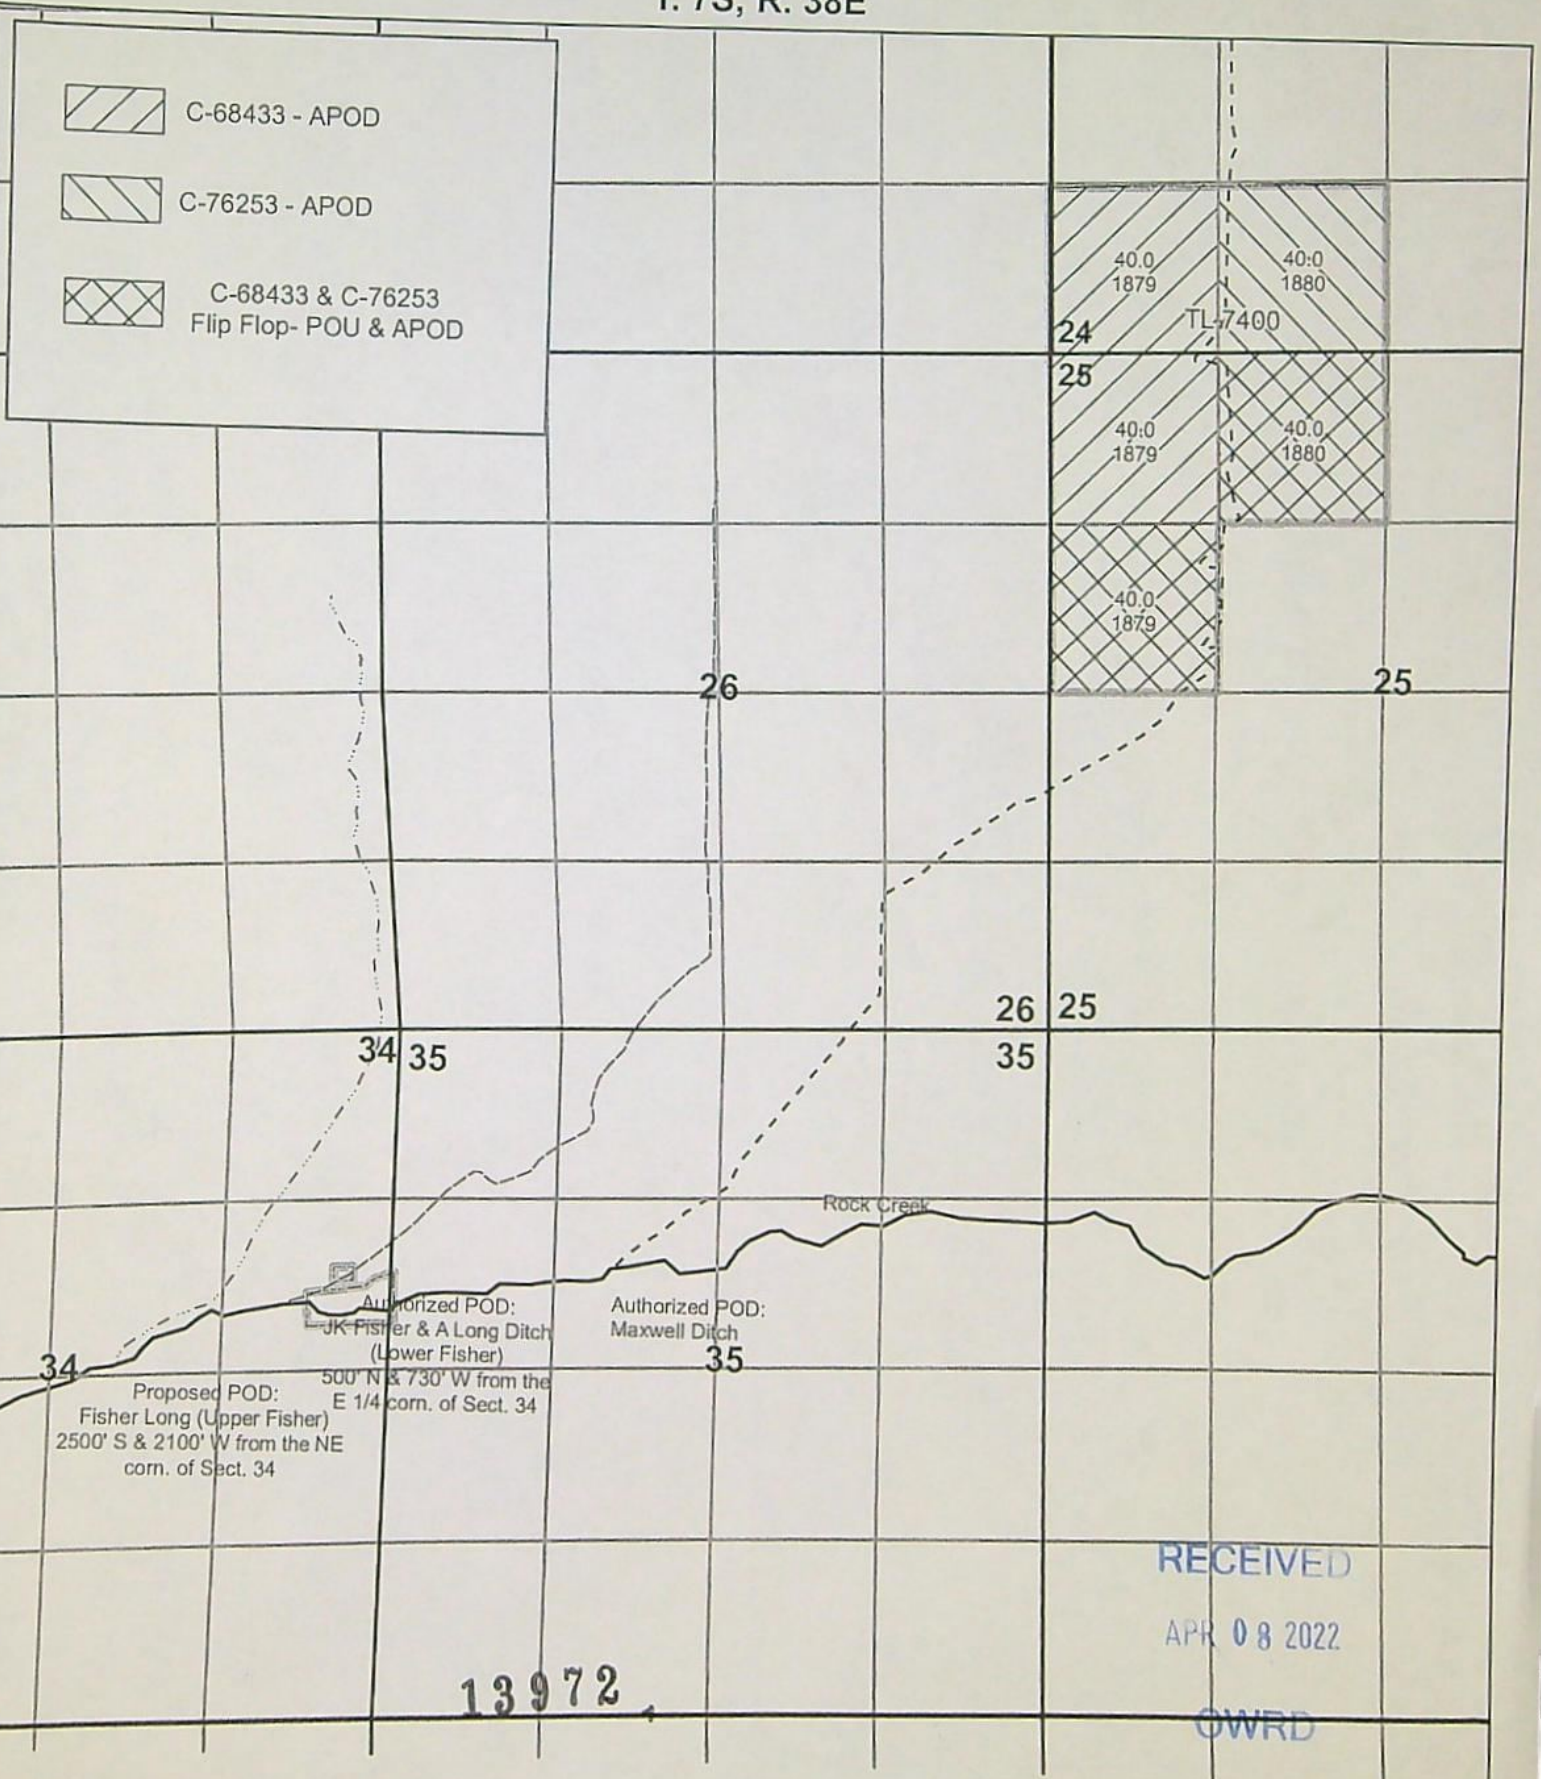 T. 7S, R. 38E
C-68433 - APOD
C-76253 - APOD
C-68433 & C-76253
Flip Flop- POU & APOD
40.0
1879
40.0
1880
TL-7400
24
25
40.0
1879
40.0
1880
40.0
1879
26
25
26
25
34
35
35
Rock Creek
Authorized POD:
JK Fisher & A Long Ditch
(Lower Fisher)
500' N & 730' W from the
E 1/4 corn. of Sect. 34
Authorized POD:
Maxwell Ditch
35
34
Proposed POD:
Fisher Long (Upper Fisher)
2500' S & 2100' W from the NE
corn. of Sect. 34
RECEIVED
APR 08 2022
OWRD
13972